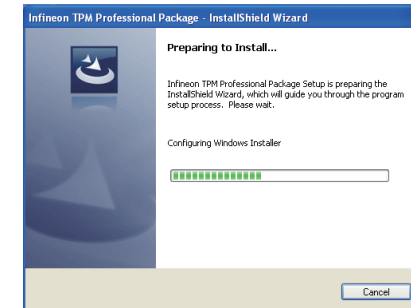 Infineon TPM Professional Package - InstallShield Wizard
Preparing to Install...
Infineon TPM Professional Package Setup is preparing the
InstallShield Wizard, which will guide you through the program
setup process. Please wait.
Configuring Windows Installer
Cancel